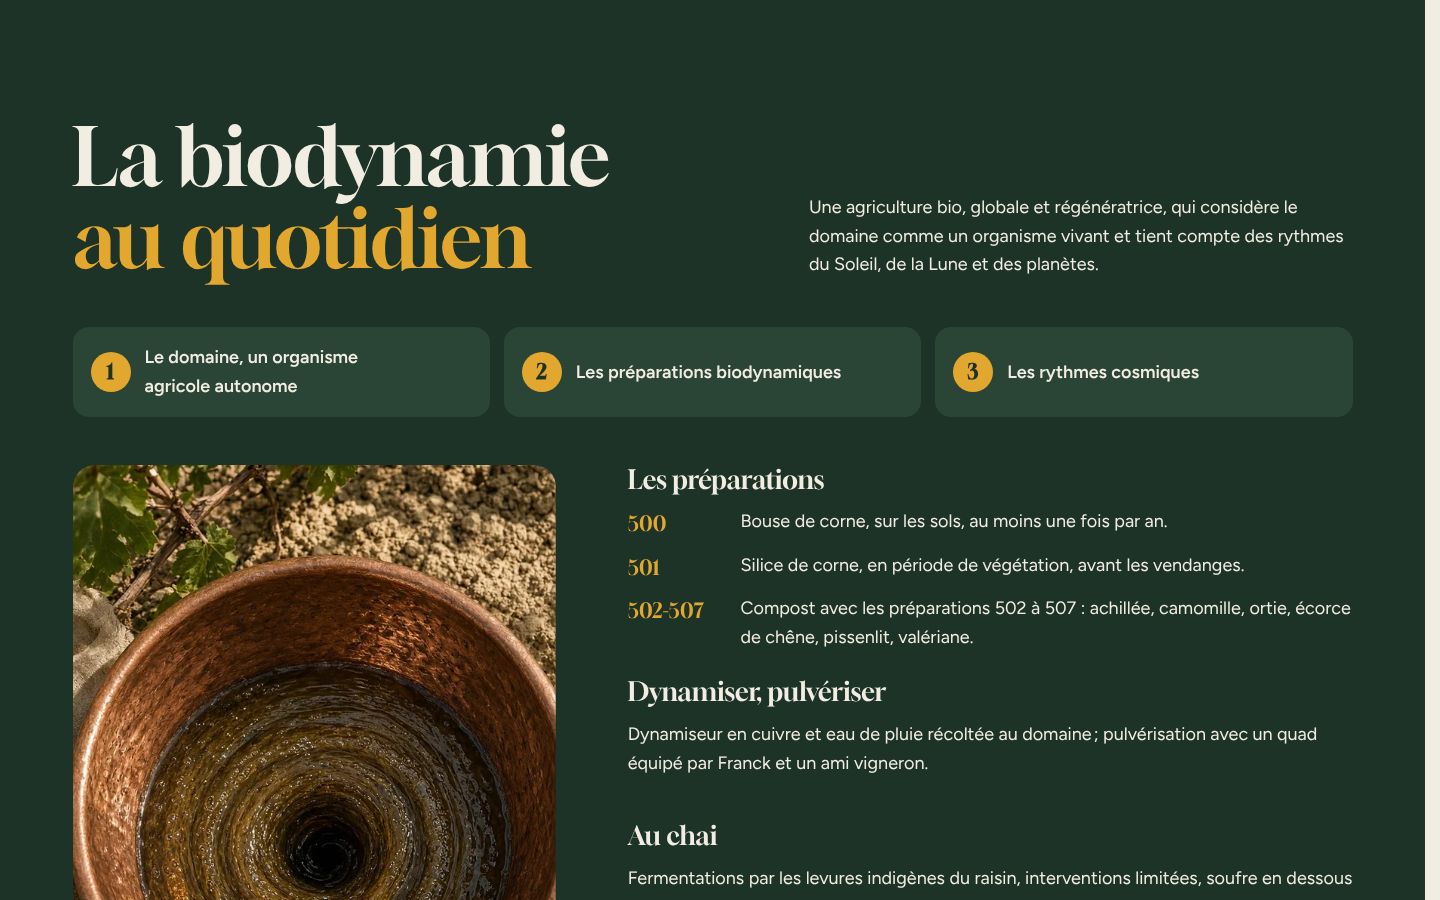 La biodynamie
au quotidien
Une agriculture bio, globale et régénératrice, qui considère le
domaine comme un organisme vivant et tient compte des rythmes
du Soleil, de la Lune et des planètes.
1
Le domaine, un organisme
agricole autonome
2
Les préparations biodynamiques
3
Les rythmes cosmiques
Les préparations
500
Bouse de corne, sur les sols, au moins une fois par an.
501
Silice de corne, en période de végétation, avant les vendanges.
502-507
Compost avec les préparations 502 à 507 : achillée, camomille, ortie, écorce
de chêne, pissenlit, valériane.
Dynamiser, pulvériser
Dynamiseur en cuivre et eau de pluie récoltée au domaine ; pulvérisation avec un quad
équipé par Franck et un ami vigneron.
Au chai
Fermentations par les levures indigènes du raisin, interventions limitées, soufre en dessous